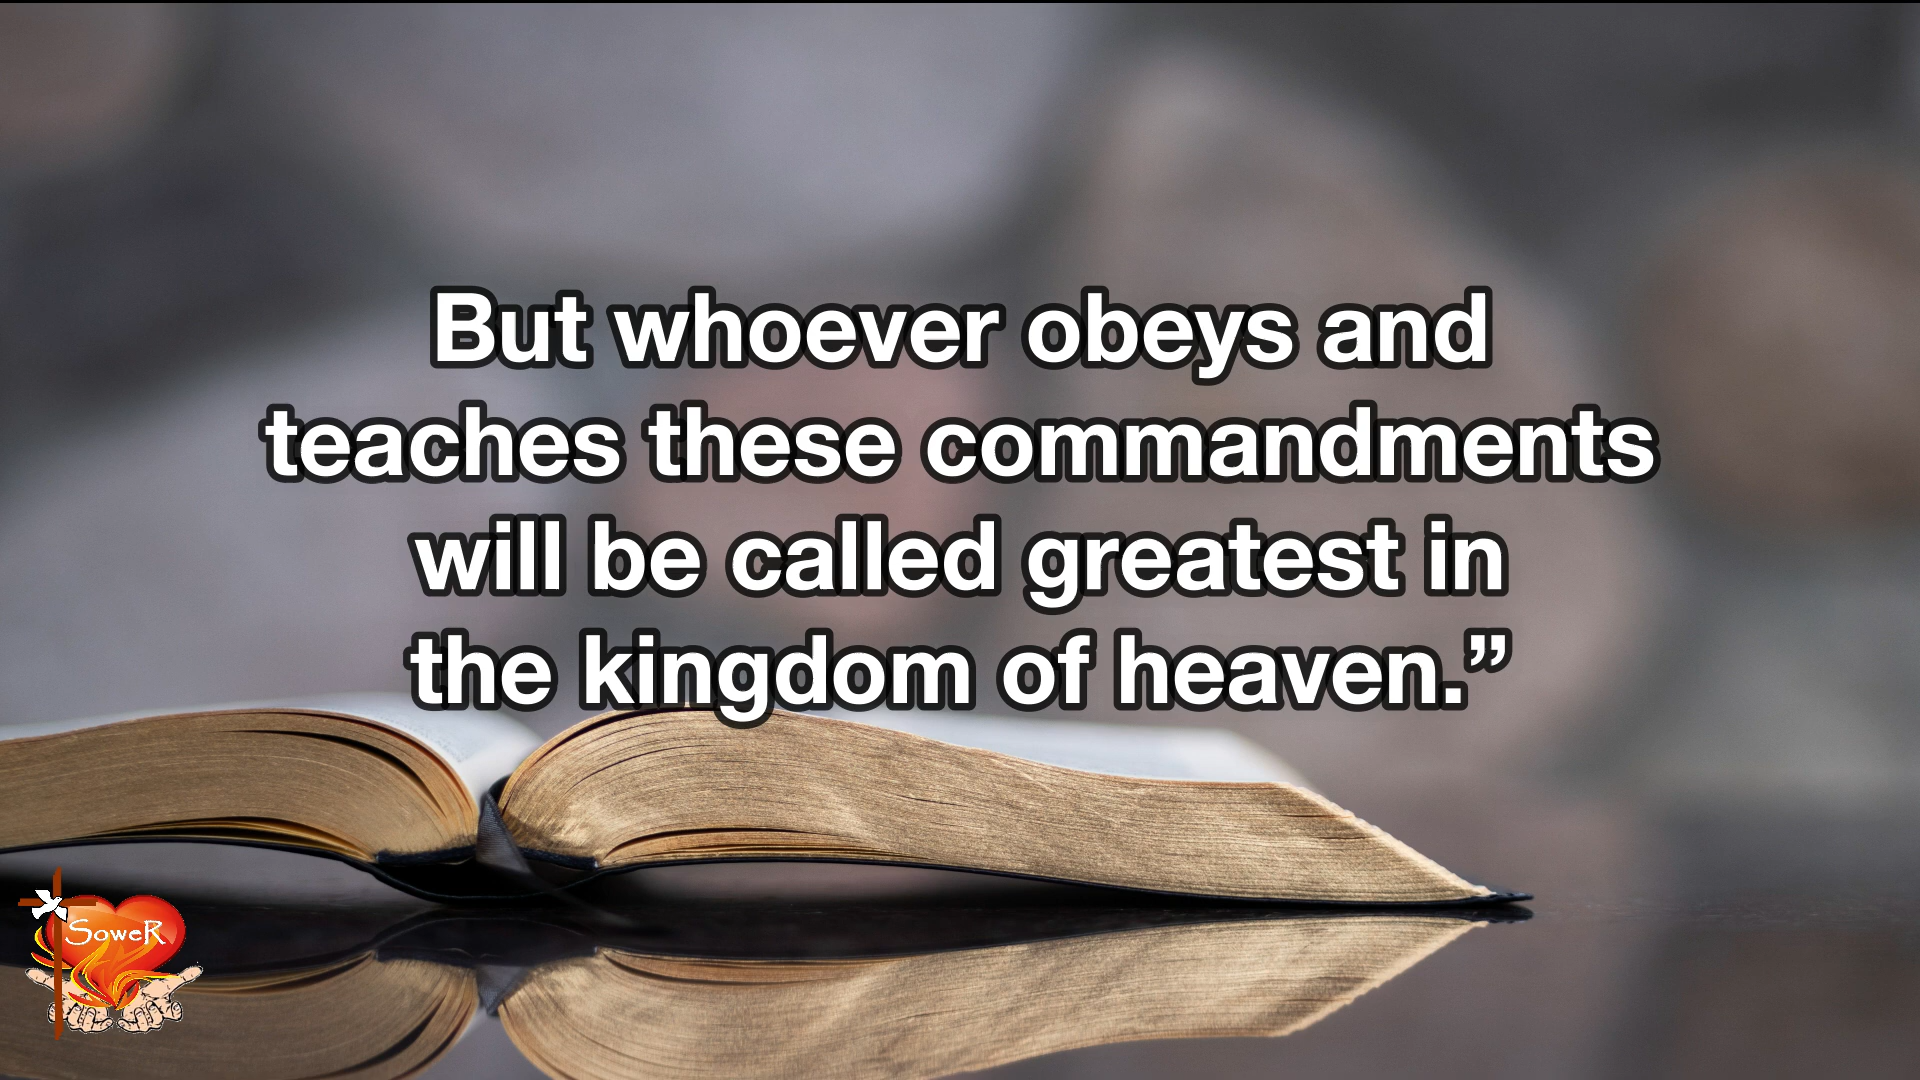 But whoever obeys and
teaches these commandments
will be called greatest in
the kingdom of heaven.”
SoweR